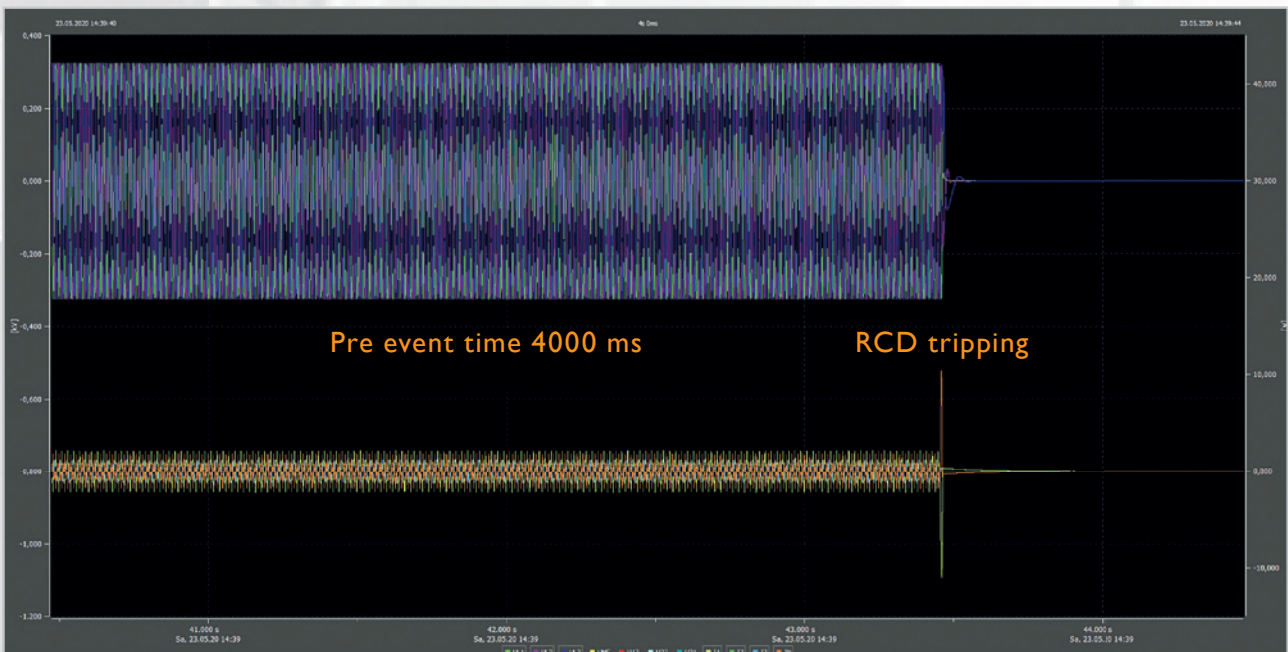 23.05.2020 14:39:40
4s 0ms
23.05.2020 14:39:44
0,400
0,200
0,000
-0,200
-0,400
-0,600
-0,800
-1,000
-1.200
[kV]
40,000
30,000
20,000
10,000
0,000
-10,000
Pre event time 4000 ms
RCD tripping
41.000 s
Sa, 23.05.20 14:39
42.000 s
Sa, 23.05.20 14:39
43.000 s
Sa, 23.05.20 14:39
44.000 s
Sa, 23.05.20 14:39